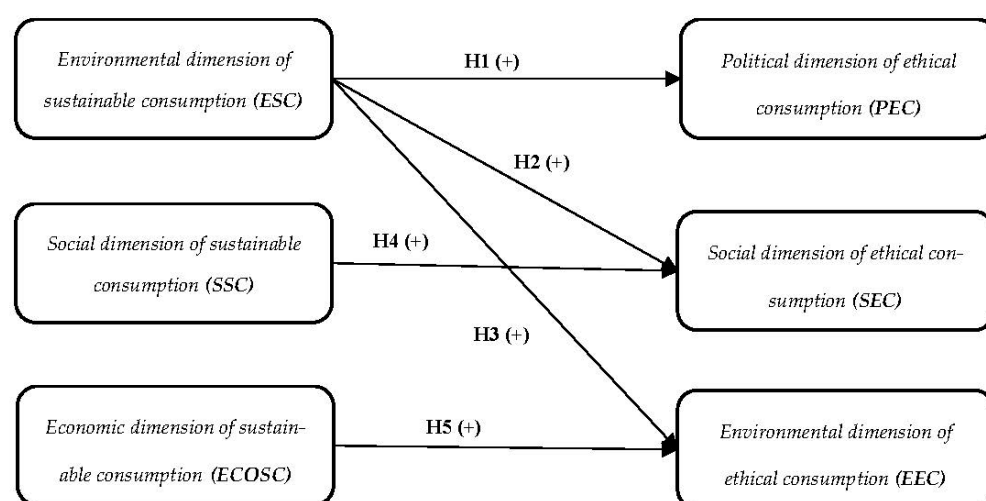 Environmental dimension of
sustainable consumption (ESC)
H1 (+)
Political dimension of ethical
consumption (PEC)
H2 (+)
Social dimension of sustainable
consumption (SSC)
H4 (+)
Social dimension of ethical con-
sumption (SEC)
H3 (+)
Economic dimension of sustain-
able consumption (ECOSC)
H5 (+)
Environmental dimension of
ethical consumption (EEC)